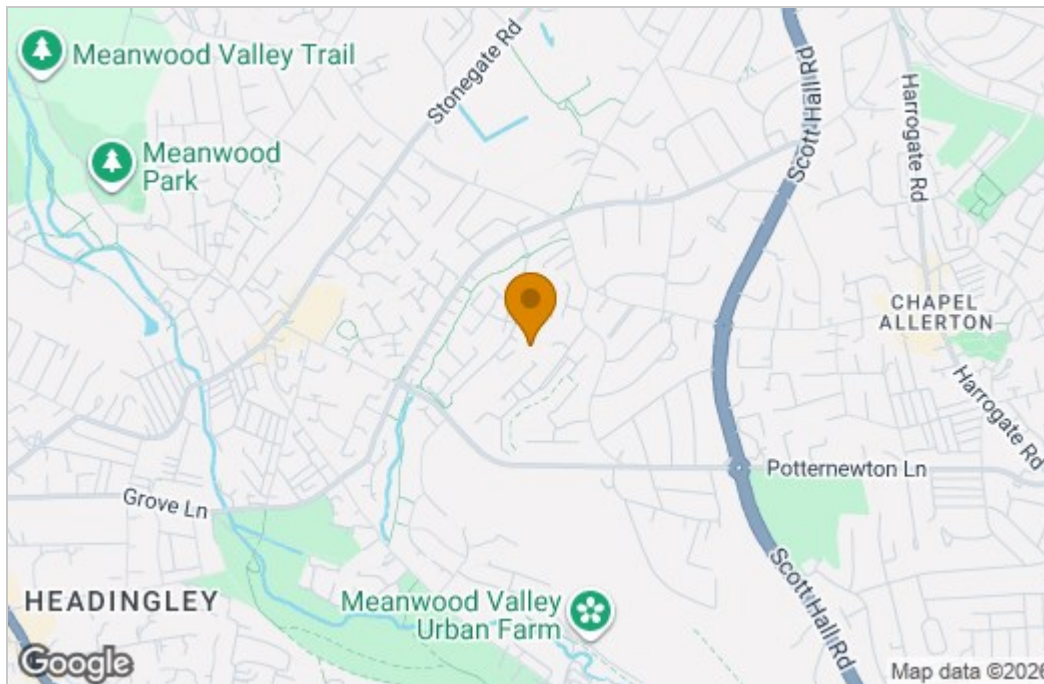 Meanwood Valley Trail
Stonegate Rd
Scott Hall Rd
Harrogate Rd
Meanwood
Park
CHAPEL
ALLERTON
Harrogate Rd
Potternewton Ln
Grove Ln
HEADINGLEY
Meanwood Valley
Urban Farm
Scott Hall Rd
Google
Map data ©2026